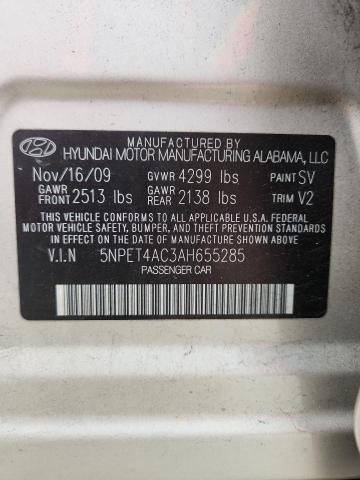 MANUFACTURED BY
HYUNDAI MOTOR MANUFACTURING ALABAMA, LLC
Nov/16/09 GVWR 4299 lbs PAINT SV
GAWR FRONT 2513 lbs GAWR REAR 2138 lbs TRIM V2
THIS VEHICLE CONFORMS TO ALL APPLICABLE U.S.A. FEDERAL
MOTOR VEHICLE SAFETY, BUMPER, AND THEFT PREVENTION
STANDARDS IN EFFECT ON THE DATE OF MANUFACTURE SHOWN ABOVE.
V.I.N 5NPET4AC3AH655285
PASSENGER CAR